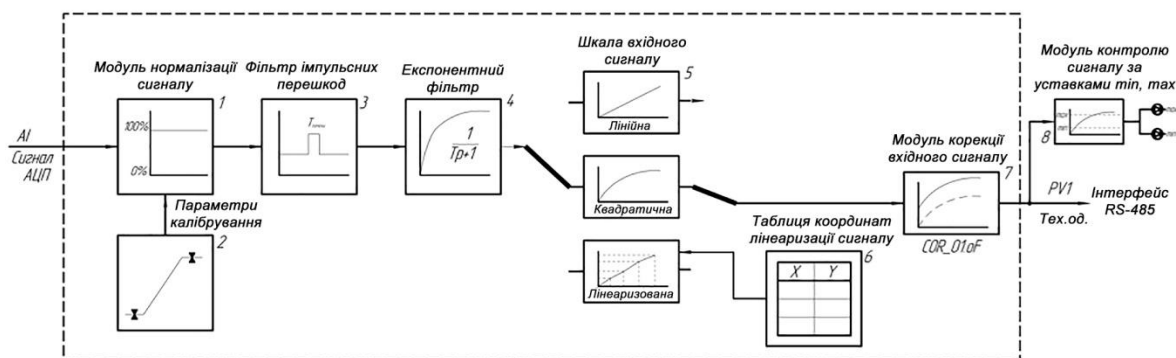 Модуль нормалізації
сигналу
1
100%
0%
AI
Сигнал
АЦП
Параметри
калібрування
2
Фільтр імпульсних
перешкод
3
Експонентний
фільтр
4
1
Tp+1
Шкала вхідного
сигналу
5
Лінійна
Квадратична
Лінеаризована
Таблиця координат
лінеаризації сигналу
6
X Y
Модуль корекції
вхідного сигналу
7
COR_01.oF
Модуль контролю
сигналу за
уставками min, max
8
PV1
Тех.од.
Інтерфейс
RS-485